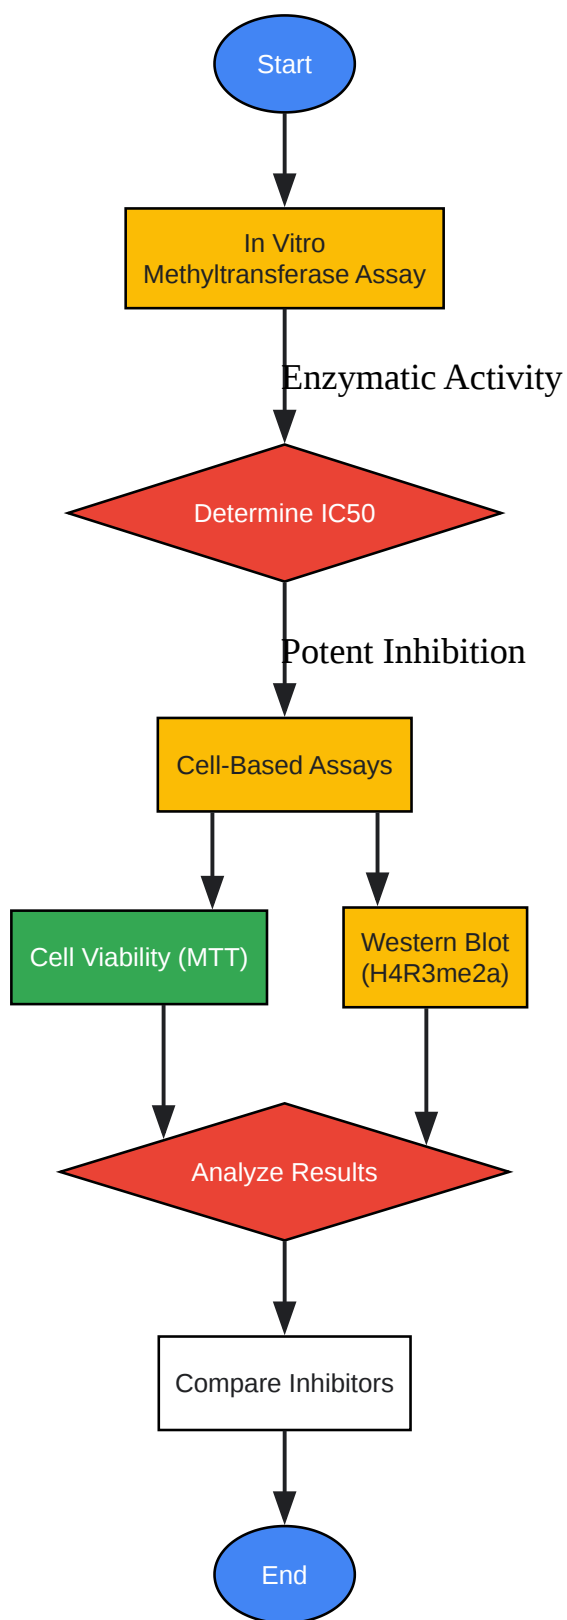 Start
In Vitro
Methyltransferase Assay
Enzymatic Activity
Determine IC50
Potent Inhibition
Cell-Based Assays
Cell Viability (MTT)
Western Blot
(H4R3me2a)
Analyze Results
Compare Inhibitors
End